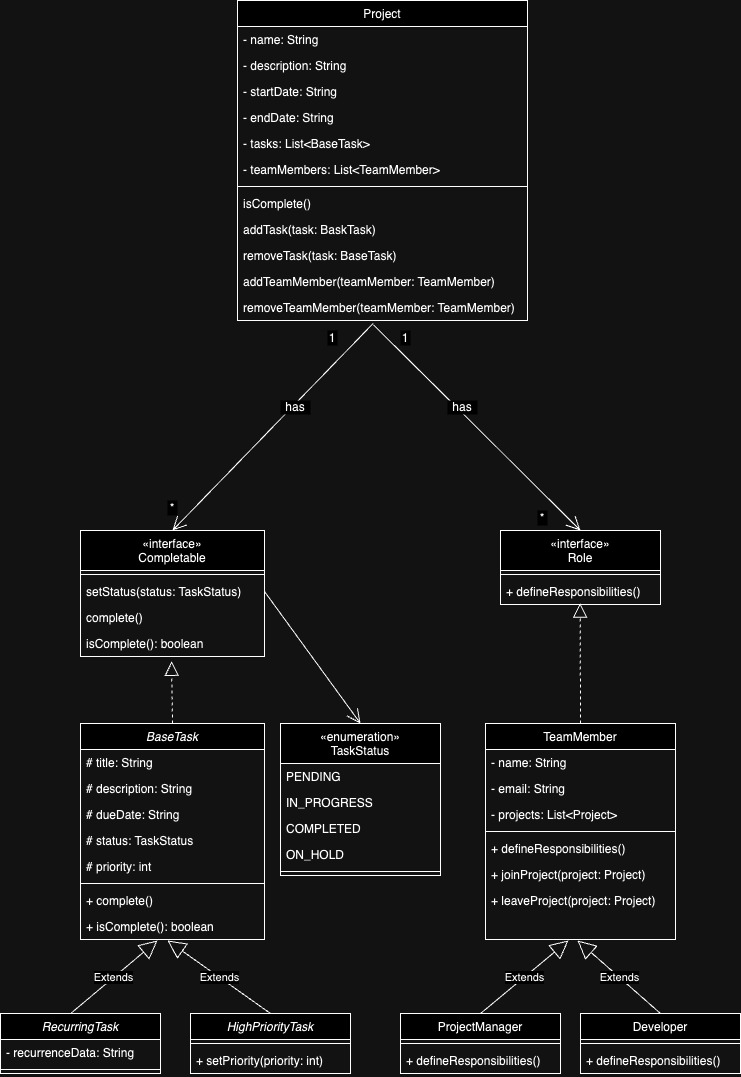 Project
- name: String
- description: String
- startDate: String
- endDate: String
- tasks: List<BaseTask>
- teamMembers: List<TeamMember>
isComplete()
addTask(task: BaskTask)
removeTask(task: BaseTask)
addTeamMember(teamMember: TeamMember)
removeTeamMember(teamMember: TeamMember)
1
1
has
has
*
*
«interface»
Completable
setStatus(status: TaskStatus)
complete()
isComplete(): boolean
«interface»
Role
+ defineResponsibilities()
BaseTask
# title: String
# description: String
# dueDate: String
# status: TaskStatus
# priority: int
+ complete()
+ isComplete(): boolean
«enumeration»
TaskStatus
PENDING
IN_PROGRESS
COMPLETED
ON_HOLD
TeamMember
- name: String
- email: String
- projects: List<Project>
+ defineResponsibilities()
+ joinProject(project: Project)
+ leaveProject(project: Project)
Extends
Extends
Extends
Extends
RecurringTask
- recurrenceData: String
HighPriorityTask
+ setPriority(priority: int)
ProjectManager
+ defineResponsibilities()
Developer
+ defineResponsibilities()